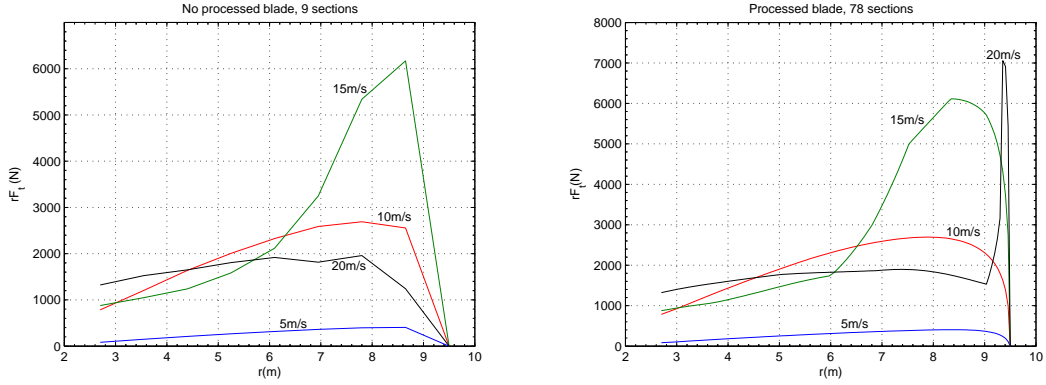 No processed blade, 9 sections
6000
5000
4000
3000
2000
1000
0
rF_t (N)
15m/s
10m/s
20m/s
5m/s
2 3 4 5 6 7 8 9 10
r(m)
Processed blade, 78 sections
8000
7000
6000
5000
4000
3000
2000
1000
0
rF_t(N)
20m/s
15m/s
10m/s
20m/s
5m/s
2 3 4 5 6 7 8 9 10
r(m)